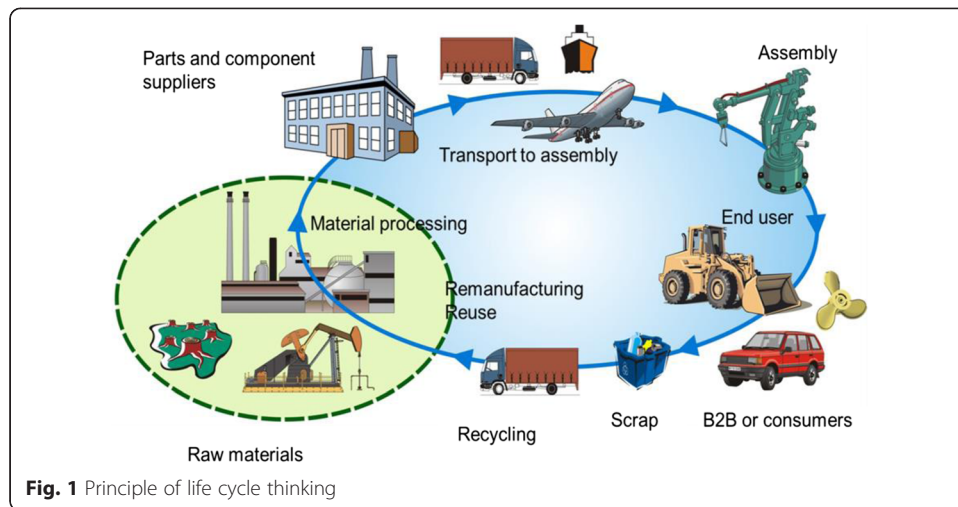 Parts and component
suppliers
Assembly
Transport to assembly
Material processing
End user
Remanufacturing
Reuse
Recycling
Scrap
B2B or consumers
Raw materials
Fig. 1 Principle of life cycle thinking